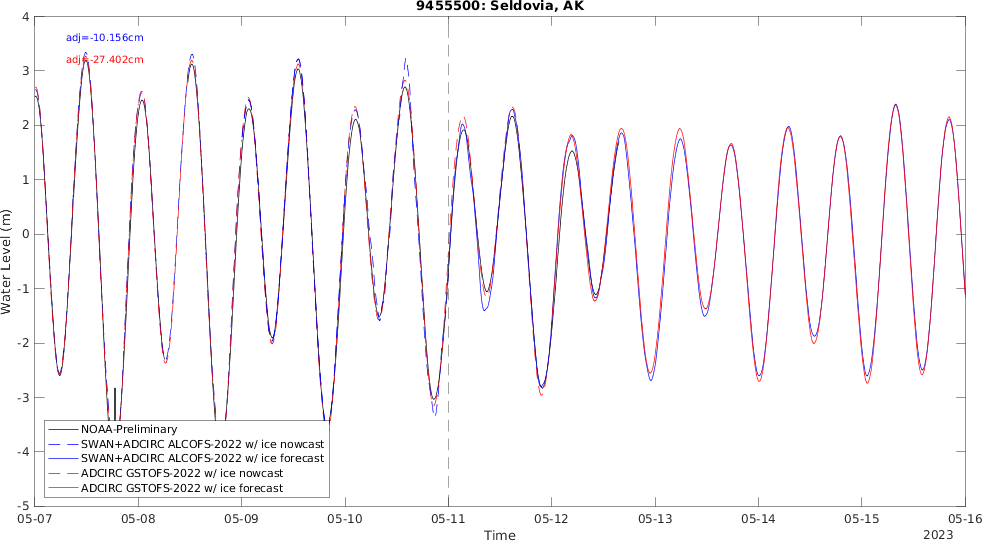 9455500: Seldovia, AK
adj=-10.156cm
adj=-27.402cm
Water Level (m)
4
3
2
1
0
-1
-2
-3
-4
-5
NOAA-Preliminary
SWAN+ADCIRC ALCOFS-2022 w/ ice nowcast
SWAN+ADCIRC ALCOFS-2022 w/ ice forecast
ADCIRC GSTOFS-2022 w/ ice nowcast
ADCIRC GSTOFS-2022 w/ ice forecast
05-07 05-08 05-09 05-10 05-11 05-12 05-13 05-14 05-15 05-16
Time
2023